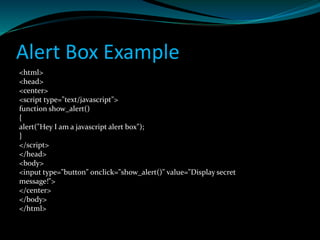 Alert Box Example
<html>
<head>
<center>
<script type="text/javascript">
function show_alert()
{
alert("Hey I am a javascript alert box");
}
</script>
</head>
<body>
<input type="button" onclick="show_alert()" value="Display secret
message!">
</center>
</body>
</html>